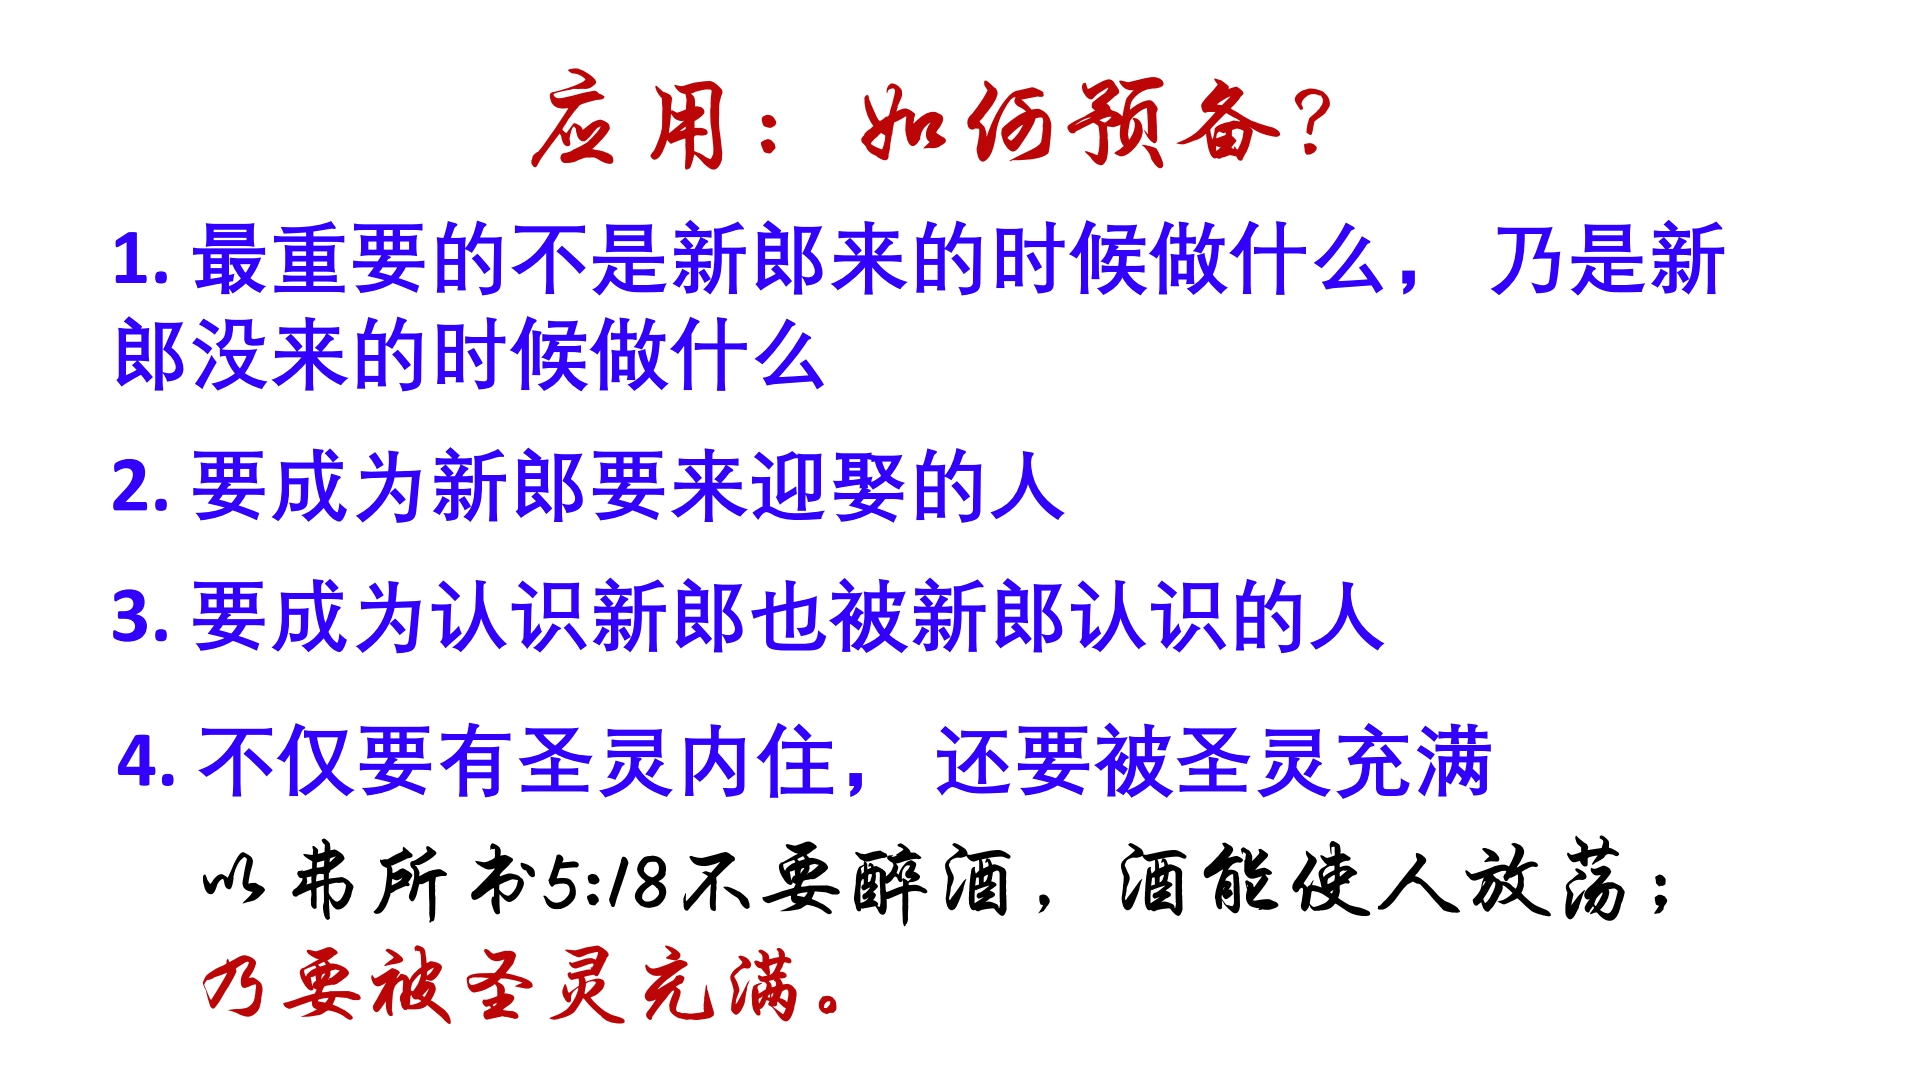 应用：如何预备？
1. 最重要的不是新郎来的时候做什么， 乃是新
郎没来的时候做什么
2. 要成为新郎要来迎娶的人
3. 要成为认识新郎也被新郎认识的人
4. 不仅要有圣灵内住， 还要被圣灵充满
以弗所书5:18不要醉酒，酒能使人放荡；
乃要被圣灵充满。